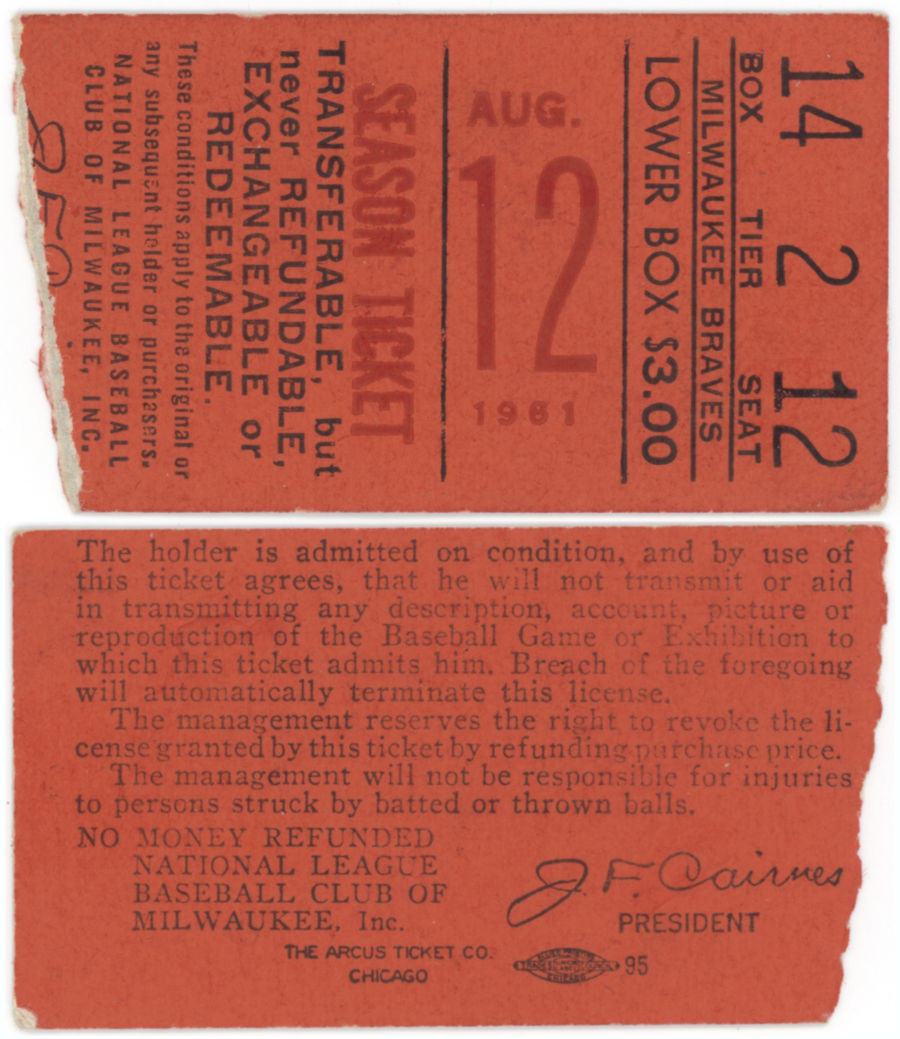 14 2 12
BOX TIER SEAT
MILWAUKEE BRAVES
LOWER BOX $3.00
AUG.
12
1961
SEASON TICKET
TRANSFERABLE, but
never REFUNDABLE,
EXCHANGEABLE or
REDEEMABLE.
These conditions apply to the original or
any subsequent holder or purchasers.
NATIONAL LEAGUE BASEBALL
CLUB OF MILWAUKEE, INC.
The holder is admitted on condition, and by use of
this ticket agrees, that he will not transmit or aid
in transmitting any description, account, picture or
reproduction of the Baseball Game or Exhibition to
which this ticket admits him. Breach of the foregoing
will automatically terminate this license.
The management reserves the right to revoke the li-
cense granted by this ticket by refunding purchase price.
The management will not be responsible for injuries
to persons struck by batted or thrown balls.
NO MONEY REFUNDED
NATIONAL LEAGUE
BASEBALL CLUB OF
MILWAUKEE, Inc.
J. F. Cairnes
PRESIDENT
THE ARCUS TICKET CO.
CHICAGO
95